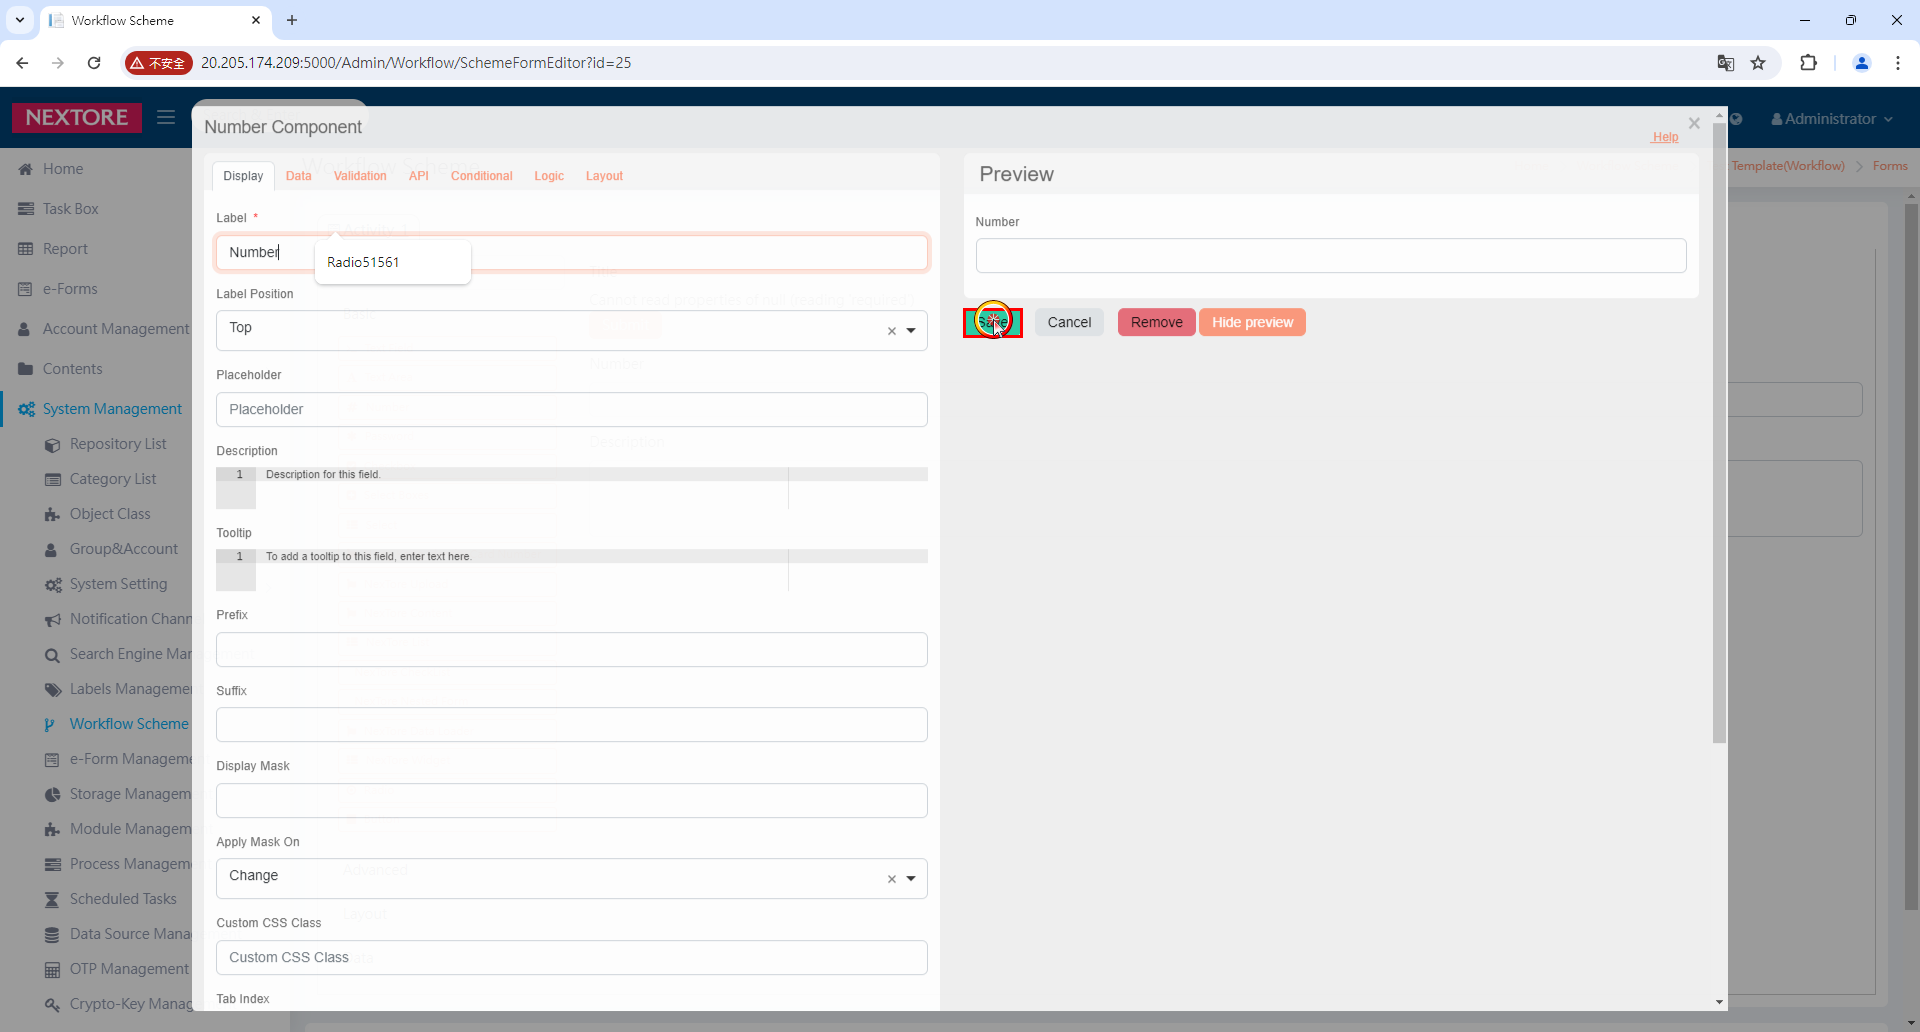 Workflow Scheme
不安全
20.205.174.209:5000/Admin/Workflow/SchemeFormEditor?id=25
NEXTORE
Administrator
Template(Workflow) > Forms
Home
Task Box
Report
e-Forms
Account Management
Contents
System Management
Repository List
Category List
Object Class
Group&Account
System Setting
Notification Chann
Search Engine Mar
Labels Manageme
Workflow Scheme
e-Form Manageme
Storage Managem
Module Managem
Process Manageme
Scheduled Tasks
Data Source Mana
OTP Management
Crypto-Key Manag
Number Component
Help
Workflow Scheme
Display
Data
Validation
API
Conditional
Logic
Layout
Label *
Number
Radio51561
Label Position
Top
Placeholder
Placeholder
Description
1 Description for this field.
Tooltip
1 To add a tooltip to this field, enter text here.
Prefix
Suffix
Display Mask
Apply Mask On
Change
Advanced
Layout
Custom CSS Class
Custom CSS Class
Tab Index
Number
Description
Preview
Number
Save
Cancel
Remove
Hide preview